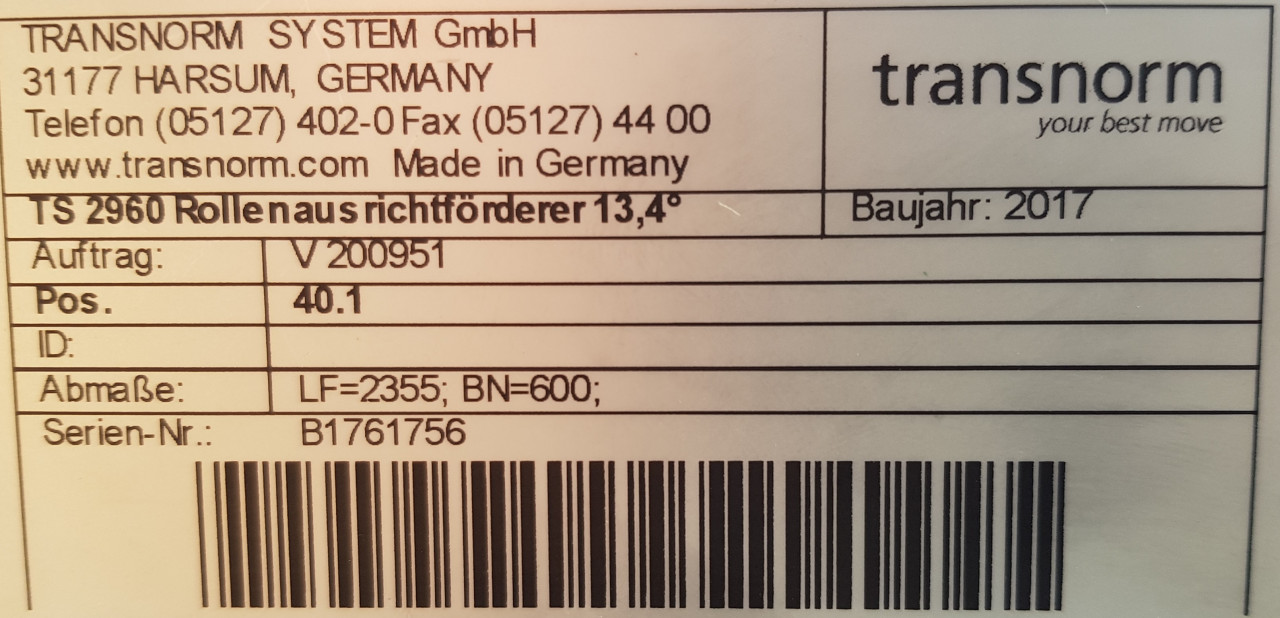 TRANSNORM SYSTEM GmbH
31177 HARSUM, GERMANY
Telefon (05127) 402-0 Fax (05127) 44 00
www.transnorm.com Made in Germany
transnorm
your best move
TS 2960 Rollenausrichtförderer 13,4°
Baujahr: 2017
Auftrag: V 200951
Pos. 40.1
ID:
Abmaße: LF=2355; BN=600;
Serien-Nr.: B1761756